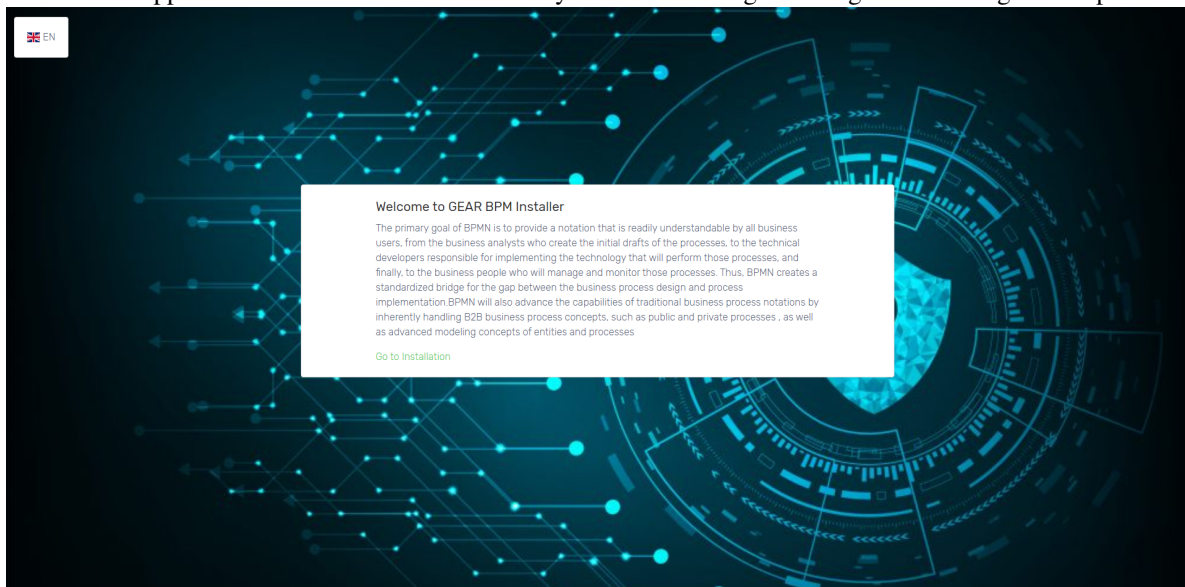 EN
Welcome to GEAR BPM Installer
The primary goal of BPMN is to provide a notation that is readily understandable by all business
users, from the business analysts who create the initial drafts of the processes, to the technical
developers responsible for implementing the technology that will perform those processes, and
finally, to the business people who will manage and monitor those processes. Thus, BPMN creates a
standardized bridge for the gap between the business process design and process
implementation.BPMN will also advance the capabilities of traditional business process notations by
inherently handling B2B business process concepts, such as public and private processes , as well
as advanced modeling concepts of entities and processes
Go to Installation